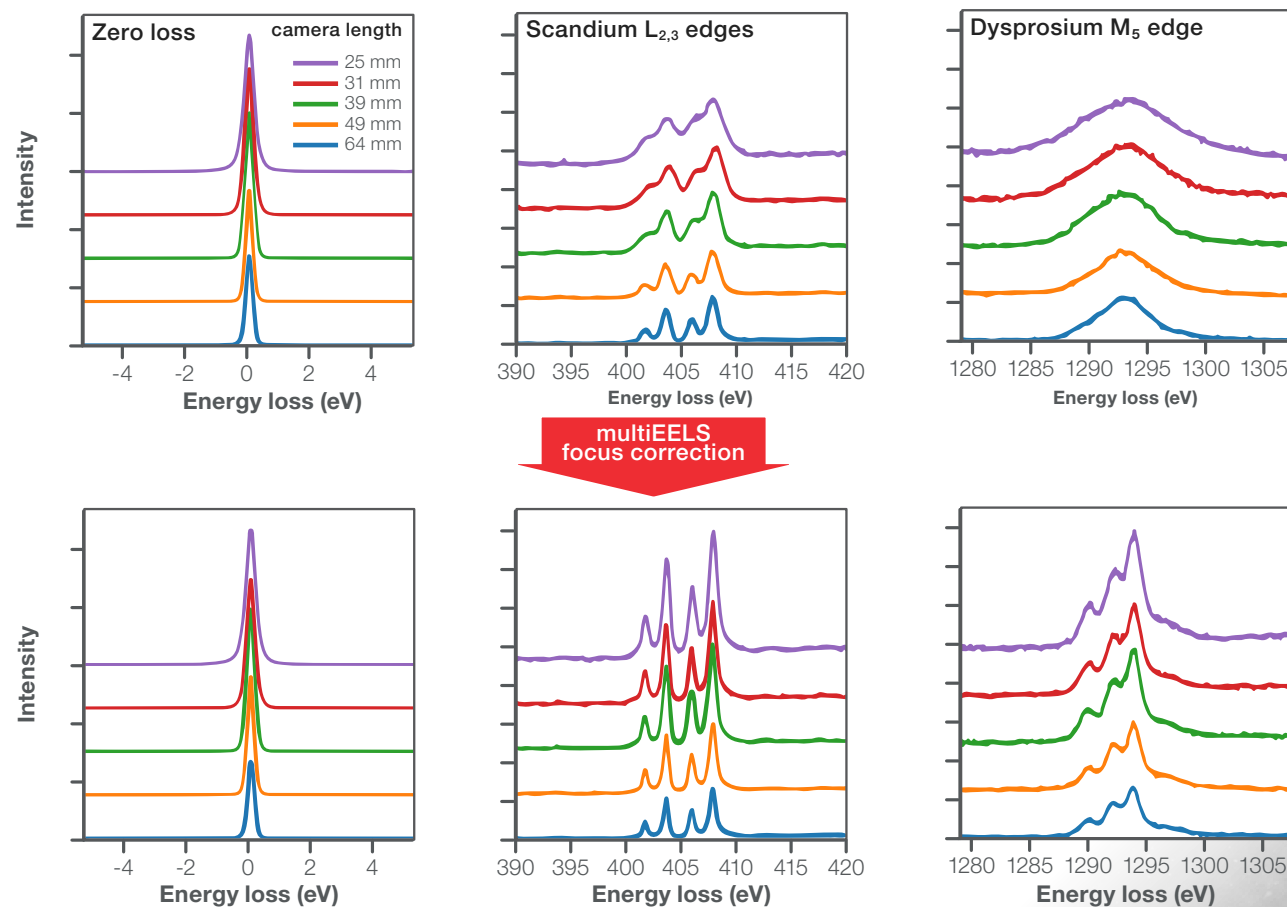 Zero loss
camera length
25 mm
31 mm
39 mm
49 mm
64 mm
Intensity
-4 -2 0 2 4
Energy loss (eV)
Scandium L2,3 edges
390 395 400 405 410 415 420
Energy loss (eV)
Dysprosium M5 edge
1280 1285 1290 1295 1300 1305
Energy loss (eV)
multiEELS
focus correction
Intensity
-4 -2 0 2 4
Energy loss (eV)
390 395 400 405 410 415 420
Energy loss (eV)
1280 1285 1290 1295 1300 1305
Energy loss (eV)